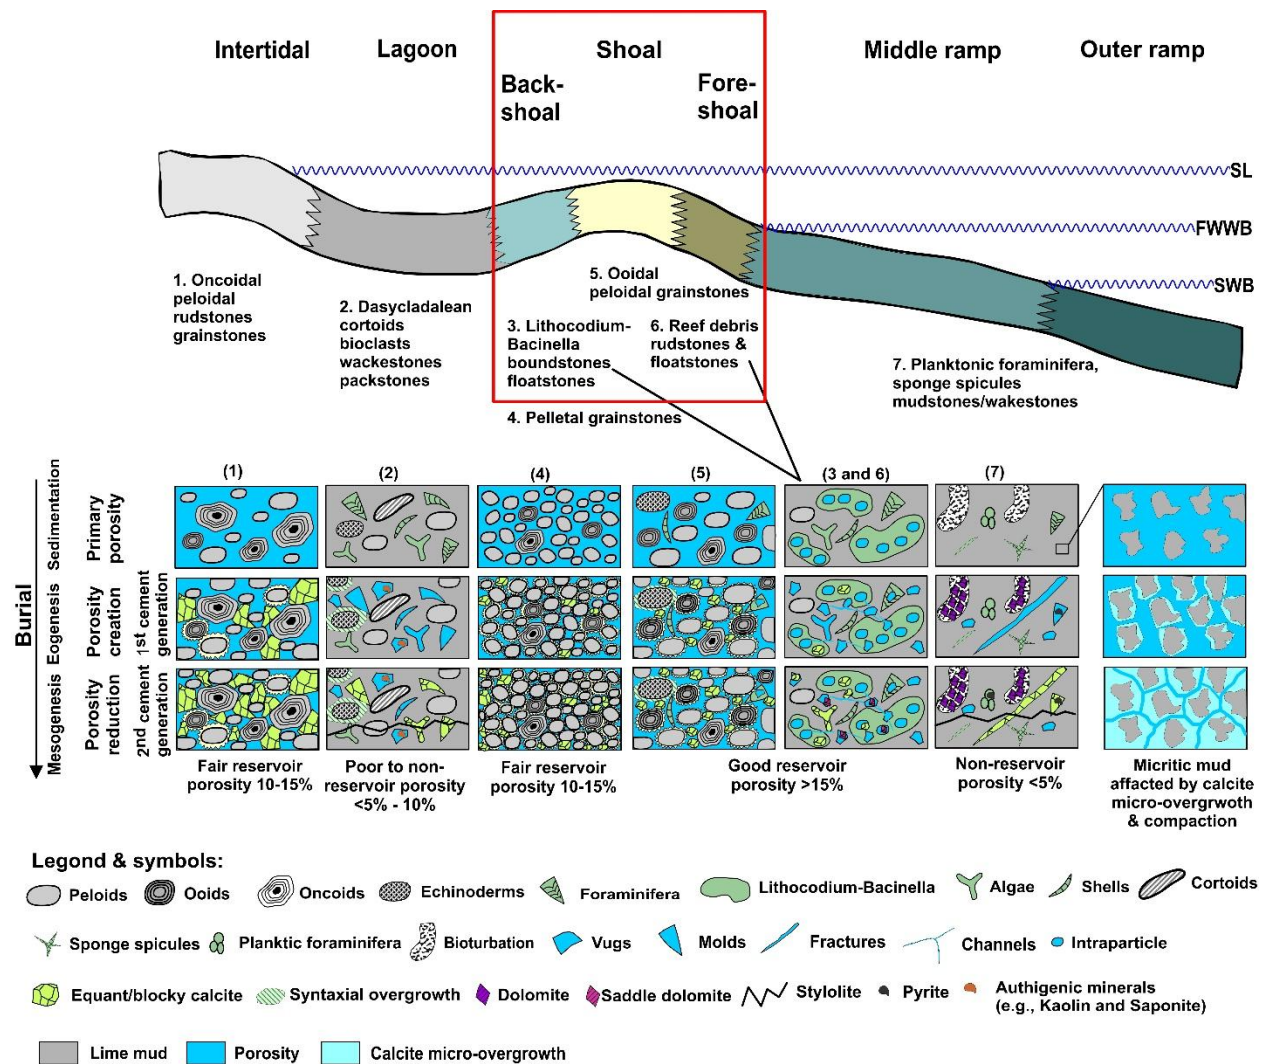 Intertidal
Lagoon
Shoal
Middle ramp
Outer ramp
Back-
shoal
Fore-
shoal
SL
FWWB
SWB
1. Oncoidal
peloidal
rudstones
grainstones
2. Dasycladalean
cortoids
bioclasts
wackestones
packstones
3. Lithocodium-
Bacinella
boundstones
floatstones
4. Pelletal grainstones
5. Ooidal
peloidal grainstones
6. Reef debris
rudstones &
floatstones
7. Planktonic foraminifera,
sponge spicules
mudstones/wakestones
(1)
(2)
(4)
(5)
(3 and 6)
(7)
Burial
Sedimentation
Primary
porosity
Eogenesis
Porosity
creation
1st cement
generation
Mesogenesis
Porosity
reduction
2nd cement
generation
Fair reservoir
porosity 10-15%
Poor to non-
reservoir porosity
<5% - 10%
Fair reservoir
porosity 10-15%
Good reservoir
porosity >15%
Non-reservoir
porosity <5%
Micritic mud
affected by calcite
micro-overgrwoth
& compaction
Legond & symbols:
Peloids
Ooids
Oncoids
Echinoderms
Foraminifera
Lithocodium-Bacinella
Algae
Shells
Cortoids
Sponge spicules
Planktic foraminifera
Bioturbation
Vugs
Molds
Fractures
Channels
Intraparticle
Equant/blocky calcite
Syntaxial overgrowth
Dolomite
Saddle dolomite
Stylolite
Pyrite
Authigenic minerals
(e.g., Kaolin and Saponite)
Lime mud
Porosity
Calcite micro-overgrowth